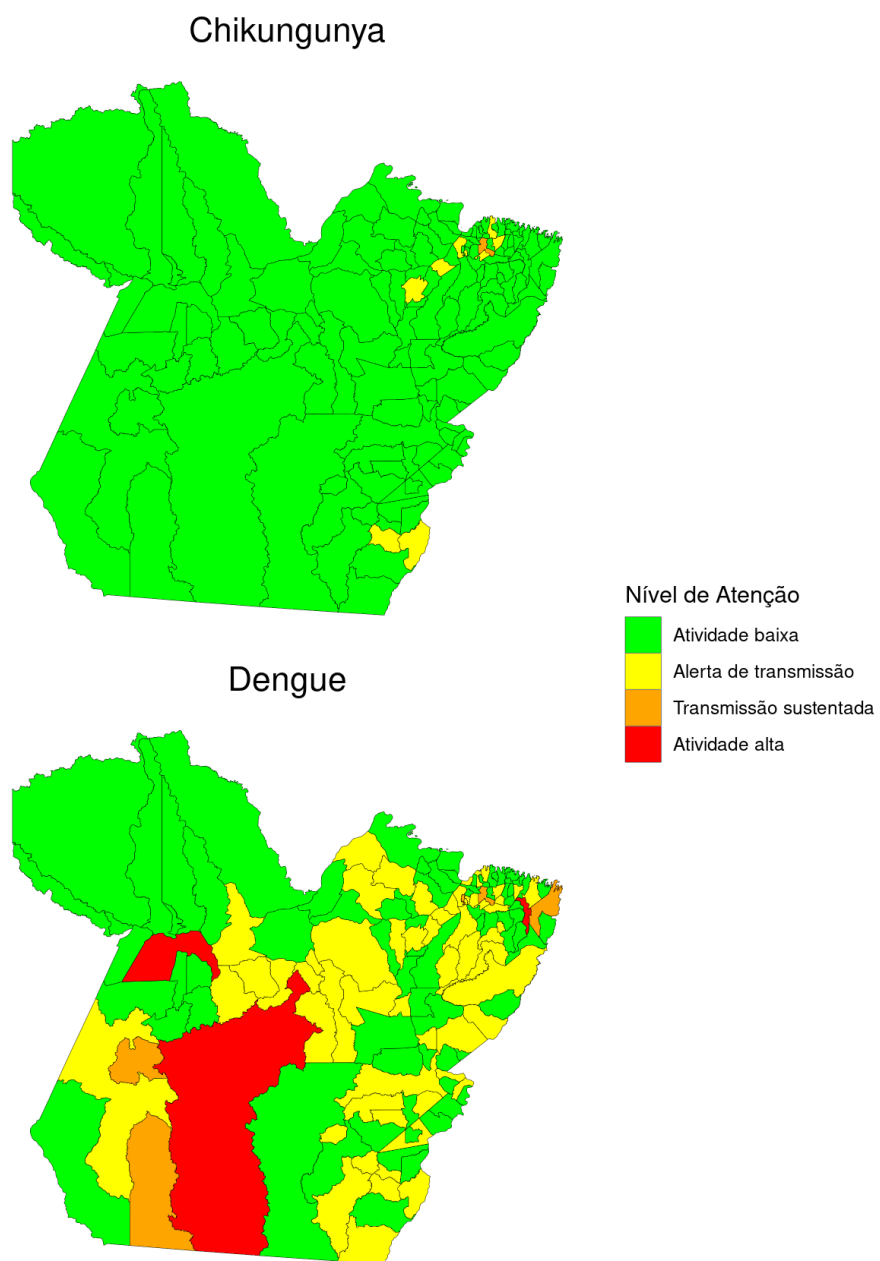 Chikungunya
Nível de Atenção
Atividade baixa
Alerta de transmissão
Transmissão sustentada
Atividade alta
Dengue